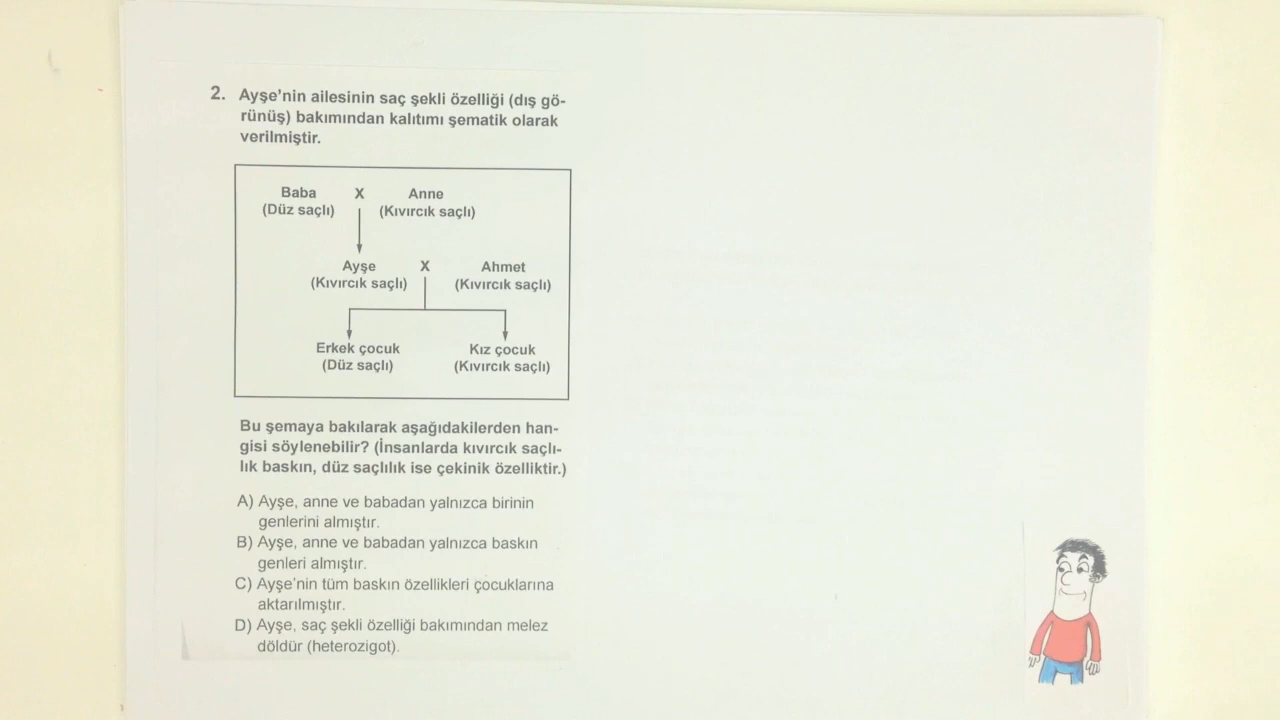 2. Ayşe'nin ailesinin saç şekli özelliği (dış gö-
rünüş) bakımından kalıtımı şematik olarak
verilmiştir.
Baba X Anne
(Düz saçlı) (Kıvırcık saçlı)
Ayşe X Ahmet
(Kıvırcık saçlı) (Kıvırcık saçlı)
Erkek çocuk Kız çocuk
(Düz saçlı) (Kıvırcık saçlı)
Bu şemaya bakılarak aşağıdakilerden han-
gisi söylenebilir? (İnsanlarda kıvırcık saçlı-
lık baskın, düz saçlılık ise çekinik özelliktir.)
A) Ayşe, anne ve babadan yalnızca birinin
genlerini almıştır.
B) Ayşe, anne ve babadan yalnızca baskın
genleri almıştır.
C) Ayşe'nin tüm baskın özellikleri çocuklarına
aktarılmıştır.
D) Ayşe, saç şekli özelliği bakımından melez
döldür (heterozigot).